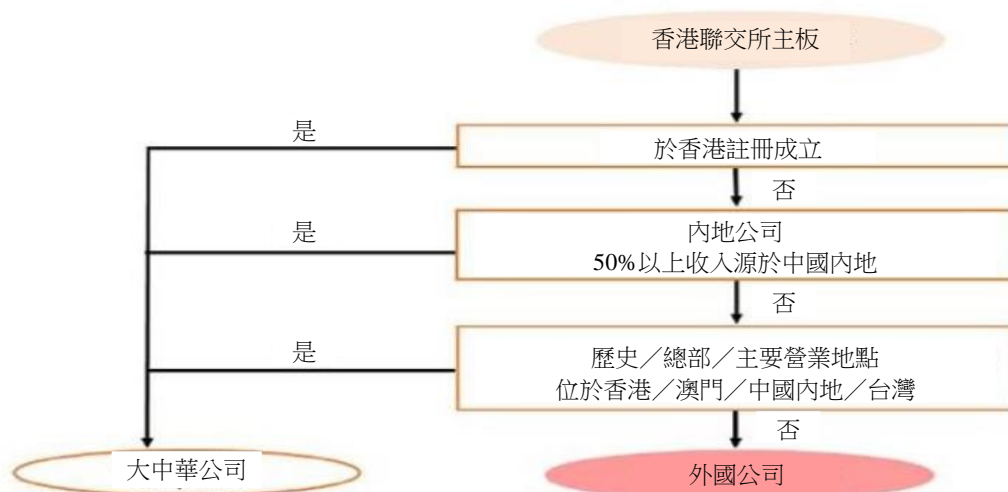 香港聯交所主板
是
於香港註冊成立
否
是
內地公司
50%以上收入源於中國內地
否
是
歷史／總部／主要營業地點
位於香港／澳門／中國內地／台灣
否
大中華公司
外國公司